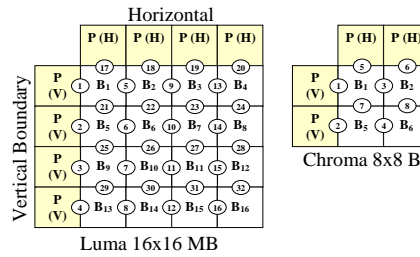 Horizontal
P (H) P (H) P (H) P (H)
17 18 19 20
P (V) 1 B1 5 B2 9 B3 13 B4
21 22 23 24
P (V) 2 B5 6 B6 10 B7 14 B8
25 26 27 28
P (V) 3 B9 7 B10 11 B11 15 B12
29 30 31 32
P (V) 4 B13 8 B14 12 B15 16 B16
Vertical Boundary
Luma 16x16 MB
P (H) P (H)
5 6
P (V) 1 B1 3 B2
7 8
P (V) 2 B5 4 B6
Chroma 8x8 B